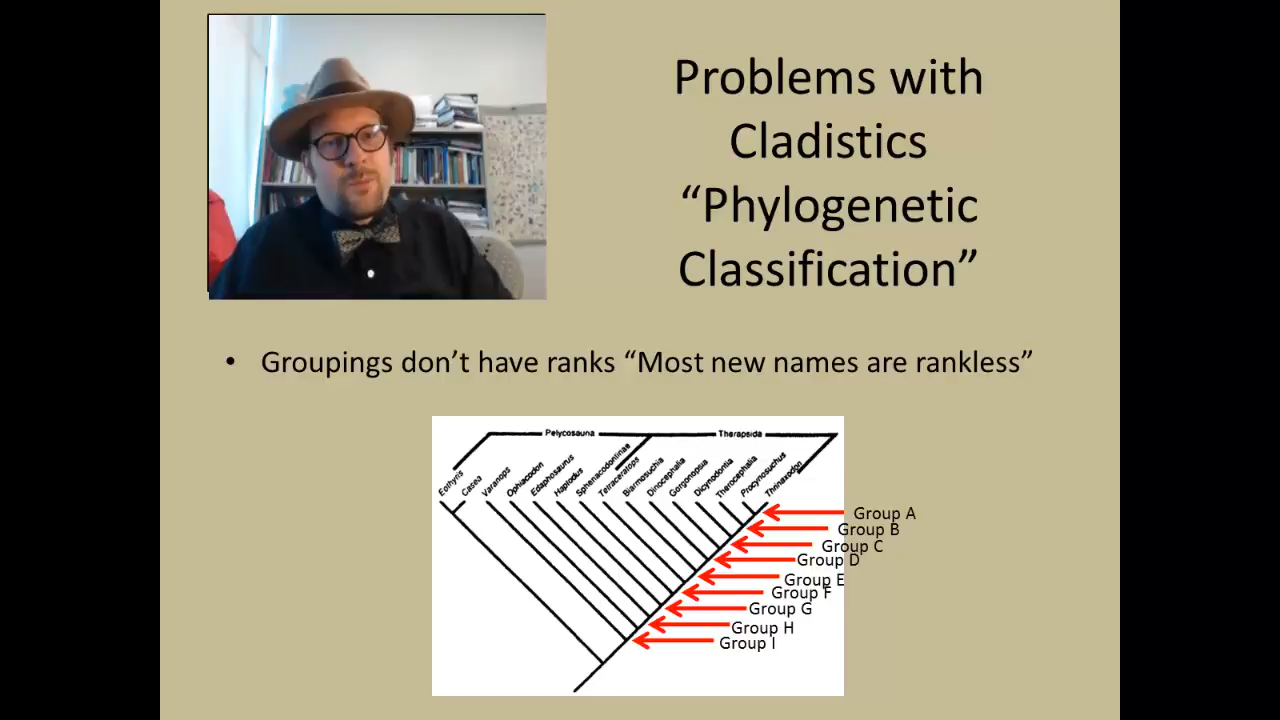 Problems with
Cladistics
“Phylogenetic
Classification”
• Groupings don’t have ranks “Most new names are rankless”
Pelycosauria
Therapsida
Eothyris
Casea
Varanops
Ophiacodon
Edaphosaurus
Haptodus
Sphenacodontinae
Tetraceratops
Biarmosuchia
Dinocephalia
Gorgonopsia
Dicynodontia
Therocephalia
Procynosuchus
Thrinaxodon
Group A
Group B
Group C
Group D
Group E
Group F
Group G
Group H
Group I